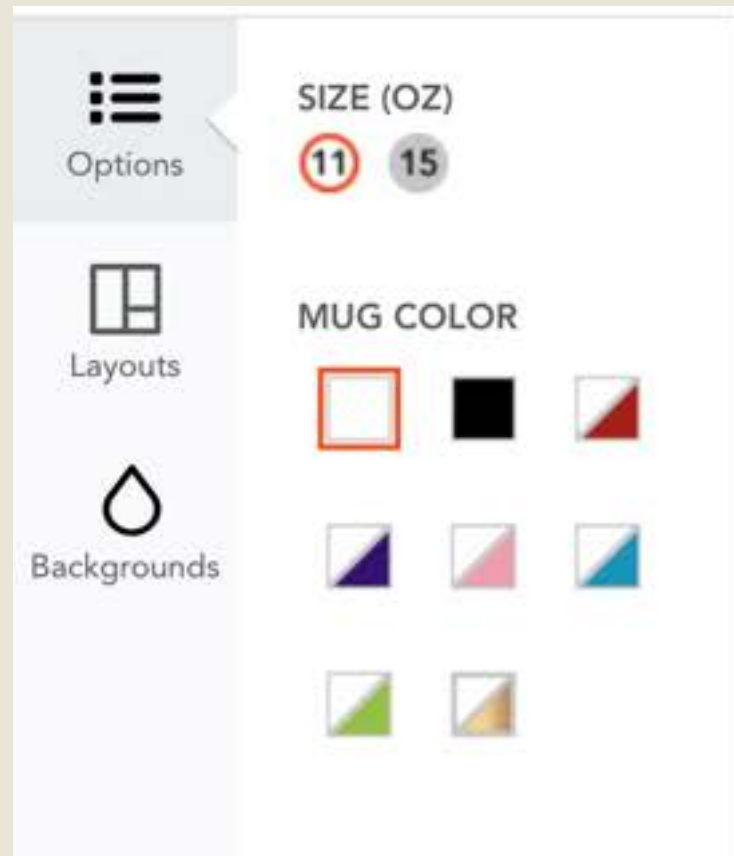 Options
Layouts
Backgrounds
SIZE (OZ)
11 15
MUG COLOR